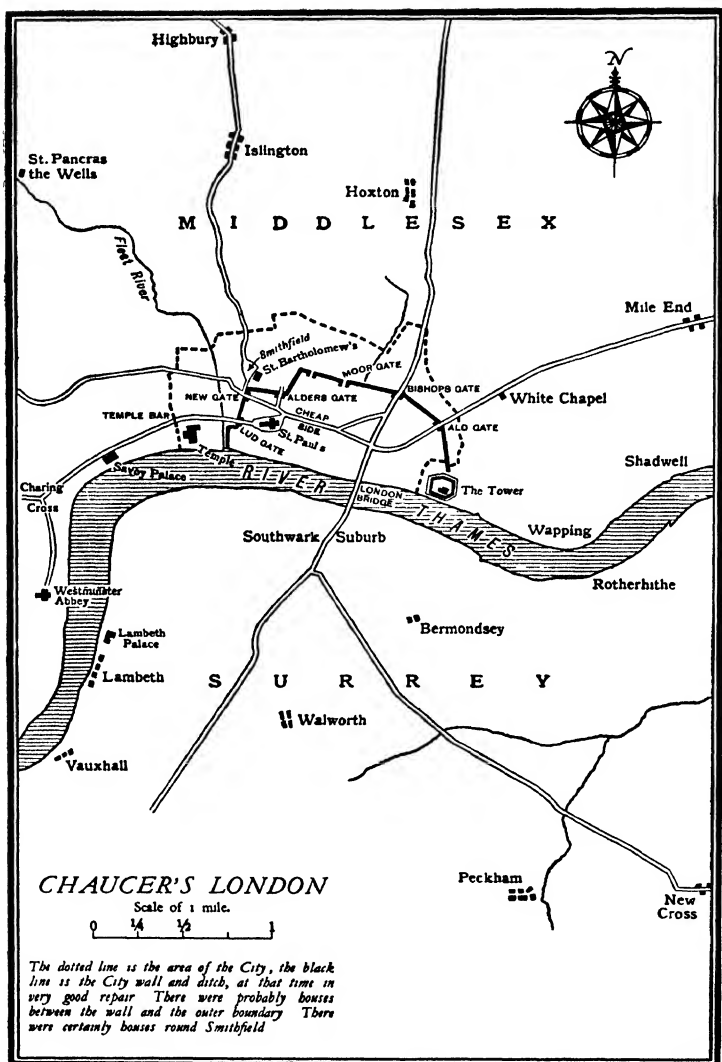 N
Highbury
Islington
St. Pancras
the Wells
Hoxton
MIDDLESEX
Fleet River
Mile End
Smithfield
St. Bartholomew's
MOOR GATE
BISHOPS GATE
NEW GATE
ALDERS GATE
White Chapel
CHEAP
SIDE
ALD GATE
TEMPLE BAR
St. Paul's
LUD GATE
Temple
Shadwell
Savoy Palace
RIVER THAMES
LONDON
BRIDGE
The Tower
Charing
Cross
Wapping
Southwark Suburb
Rotherhithe
Westminster
Abbey
Bermondsey
Lambeth
Palace
Lambeth
SURREY
Walworth
Vauxhall
CHAUCER'S LONDON
Scale of 1 mile.
0 ¼ ½ 1
Peckham
New
Cross
The dotted line is the area of the City, the black
line is the City wall and ditch, at that time in
very good repair There were probably houses
between the wall and the outer boundary There
were certainly houses round Smithfield